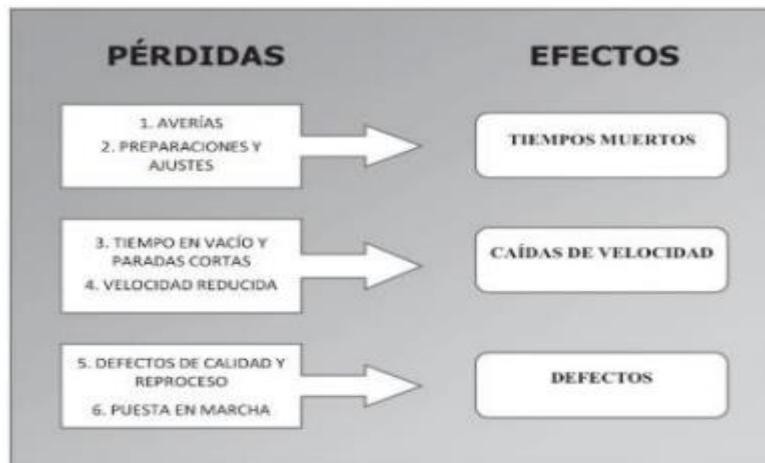 PÉRDIDAS
EFECTOS
1. AVERÍAS
2. PREPARACIONES Y
AJUSTES
TIEMPOS MUERTOS
3. TIEMPO EN VACÍO Y
PARADAS CORTAS
4. VELOCIDAD REDUCIDA
CAÍDAS DE VELOCIDAD
5. DEFECTOS DE CALIDAD Y
REPROCESO
6. PUESTA EN MARCHA
DEFECTOS